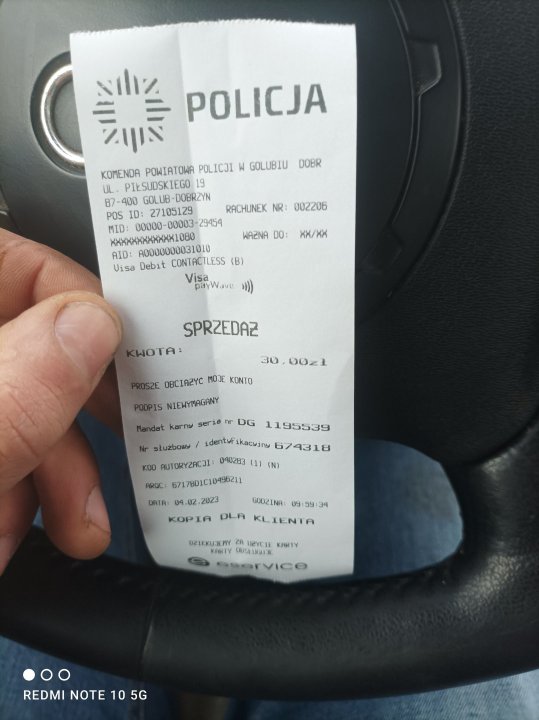 POLICJA
KOMENDA POWIATOWA POLICJI W GOLUBIU DOBR
UL. PIŁSUDSKIEGO 19
87-400 GOLUB-DOBRZYN
POS ID: 27105129 RACHUNEK NR: 002206
MID: 00000-00003-29454
XXXXXXXXXXXX1080 WAŻNA DO: XX/XX
AID: A0000000031010
Visa Debit CONTACTLESS (B)
Visa
payWave
SPRZEDAŻ
KWOTA: 30,00zł
PROSZĘ OBCIĄŻYĆ MOJE KONTO
PODPIS NIEWYMAGANY
Mandat karny seria nr DG 1195539
Nr służbowy / identyfikacyjny 674318
KOD AUTORYZACJI: 040283 (1) (N)
ARQC: 6717BD1C10496211
DATA: 04.02.2023 GODZINA: 09:59:34
KOPIA DLA KLIENTA
DZIĘKUJEMY ZA UŻYCIE KARTY
KARTY OBSŁUGUJE
eservice
REDMI NOTE 10 5G